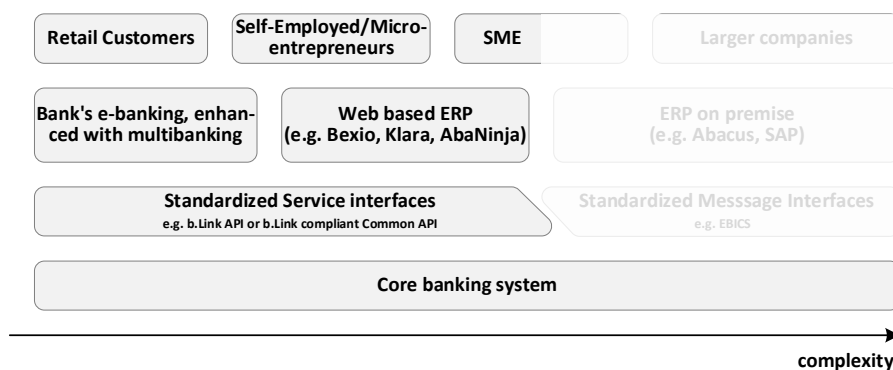 Retail Customers
Self-Employed/Micro-
entrepreneurs
SME
Larger companies
Bank's e-banking, enhan-
ced with multibanking
Web based ERP
(e.g. Bexio, Klara, AbaNinja)
ERP on premise
(e.g. Abacus, SAP)
Standardized Service interfaces
e.g. b.Link API or b.Link compliant Common API
Standardized Messsage Interfaces
e.g. EBICS
Core banking system
complexity